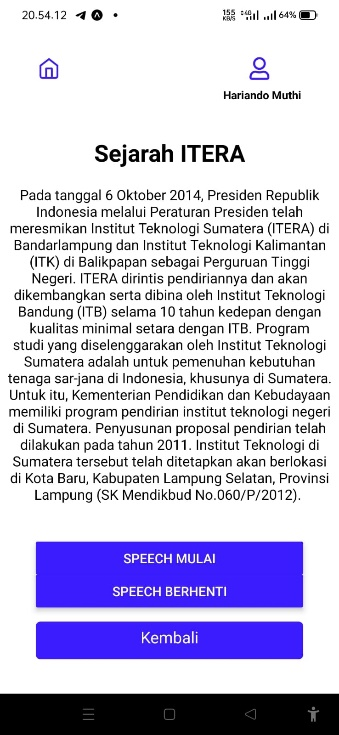 20.54.12
155 KB/S 4G 64%
Hariando Muthi
Sejarah ITERA
Pada tanggal 6 Oktober 2014, Presiden Republik
Indonesia melalui Peraturan Presiden telah
meresmikan Institut Teknologi Sumatera (ITERA) di
Bandarlampung dan Institut Teknologi Kalimantan
(ITK) di Balikpapan sebagai Perguruan Tinggi
Negeri. ITERA dirintis pendiriannya dan akan
dikembangkan serta dibina oleh Institut Teknologi
Bandung (ITB) selama 10 tahun kedepan dengan
kualitas minimal setara dengan ITB. Program
studi yang diselenggarakan oleh Institut Teknologi
Sumatera adalah untuk pemenuhan kebutuhan
tenaga sar-jana di Indonesia, khusunya di Sumatera.
Untuk itu, Kementerian Pendidikan dan Kebudayaan
memiliki program pendirian institut teknologi negeri
di Sumatera. Penyusunan proposal pendirian telah
dilakukan pada tahun 2011. Institut Teknologi di
Sumatera tersebut telah ditetapkan akan berlokasi
di Kota Baru, Kabupaten Lampung Selatan, Provinsi
Lampung (SK Mendikbud No.060/P/2012).
SPEECH MULAI
SPEECH BERHENTI
Kembali